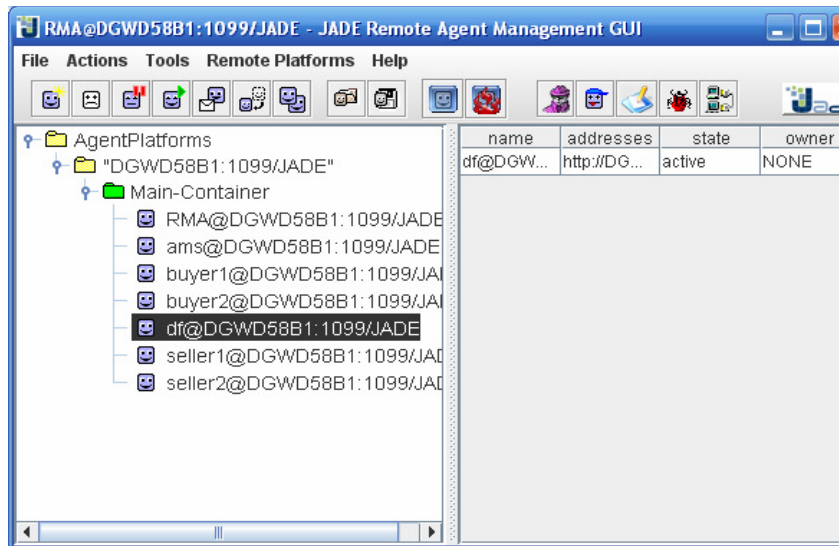 RMA@DGWD58B1:1099/JADE - JADE Remote Agent Management GUI
File Actions Tools Remote Platforms Help
AgentPlatforms
"DGWD58B1:1099/JADE"
Main-Container
RMA@DGWD58B1:1099/JADE
ams@DGWD58B1:1099/JADE
buyer1@DGWD58B1:1099/JA
buyer2@DGWD58B1:1099/JA
df@DGWD58B1:1099/JADE
seller1@DGWD58B1:1099/JAD
seller2@DGWD58B1:1099/JAD
name addresses state owner
df@DGW... http://DG... active NONE